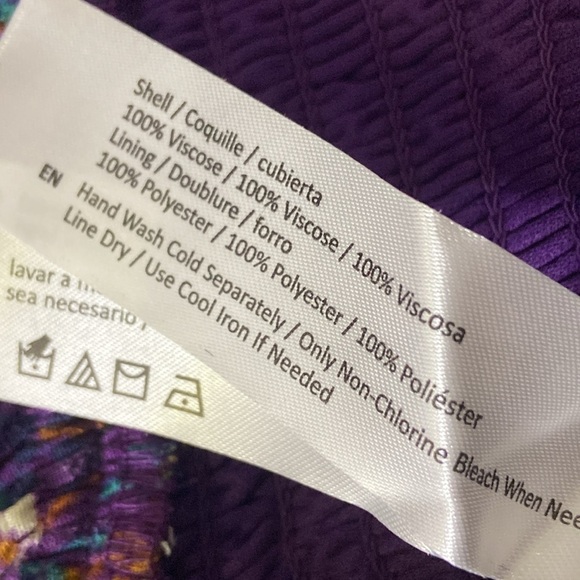 Shell / Coquille / cubierta
100% Viscose / 100% Viscose / 100% Viscosa
Lining / Doublure / forro
100% Polyester / 100% Polyester / 100% Poliéster
EN Hand Wash Cold Separately / Only Non-Chlorine Bleach When
Line Dry / Use Cool Iron If Needed
lavar a
sea necesario /